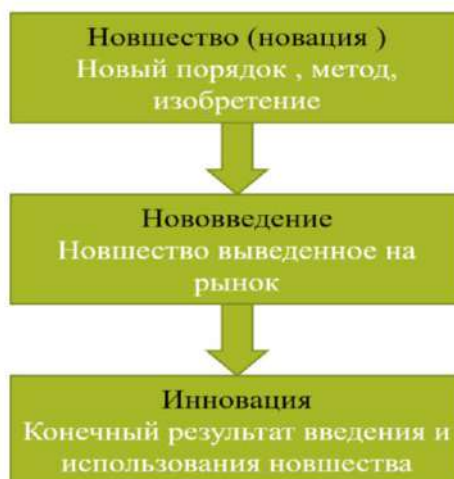 Новшество (новация )
Новый порядок , метод,
изобретение
Нововведение
Новшество выведенное на
рынок
Инновация
Конечный результат введения и
использования новшества